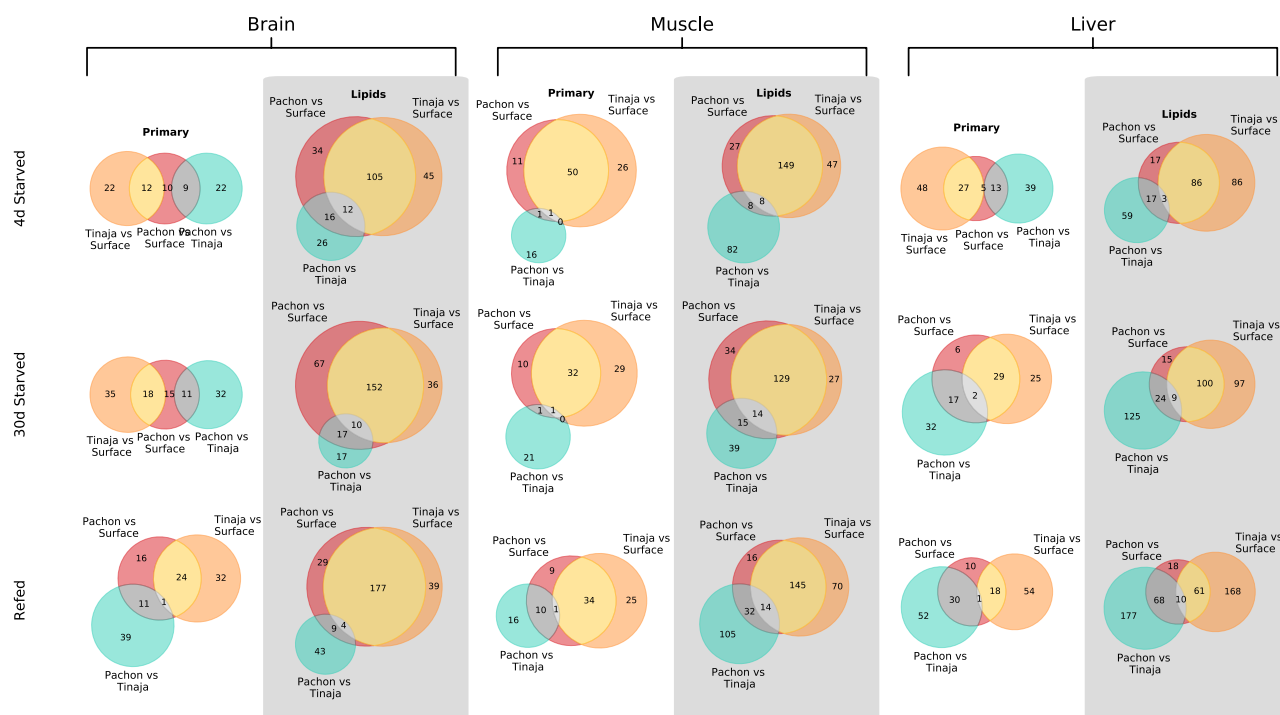 Brain
Muscle
Liver
4d Starved
Primary
22
12
10
9
22
Tinaja vs
Surface
Pachon vs
Surface
Pachon vs
Tinaja
Lipids
Pachon vs
Surface
Tinaja vs
Surface
34
105
45
16
12
26
Pachon vs
Tinaja
Primary
Pachon vs
Surface
Tinaja vs
Surface
11
50
26
1
1
0
16
Pachon vs
Tinaja
Lipids
Pachon vs
Surface
Tinaja vs
Surface
27
149
47
8
8
82
Pachon vs
Tinaja
Primary
48
27
5
13
39
Tinaja vs
Surface
Pachon vs
Surface
Pachon vs
Tinaja
Lipids
Pachon vs
Surface
Tinaja vs
Surface
17
86
86
17
3
59
Pachon vs
Tinaja
30d Starved
35
18
15
11
32
Tinaja vs
Surface
Pachon vs
Surface
Pachon vs
Tinaja
Pachon vs
Surface
Tinaja vs
Surface
67
152
36
10
17
17
Pachon vs
Tinaja
Pachon vs
Surface
Tinaja vs
Surface
10
32
29
1
1
0
21
Pachon vs
Tinaja
Pachon vs
Surface
Tinaja vs
Surface
34
129
27
14
15
39
Pachon vs
Tinaja
Pachon vs
Surface
Tinaja vs
Surface
6
29
25
17
2
32
Pachon vs
Tinaja
Pachon vs
Surface
Tinaja vs
Surface
15
100
97
24
9
125
Pachon vs
Tinaja
Refed
Pachon vs
Surface
Tinaja vs
Surface
16
24
32
11
1
39
Pachon vs
Tinaja
Pachon vs
Surface
Tinaja vs
Surface
29
177
39
9
4
43
Pachon vs
Tinaja
Pachon vs
Surface
Tinaja vs
Surface
9
34
25
10
1
16
Pachon vs
Tinaja
Pachon vs
Surface
Tinaja vs
Surface
16
145
70
32
14
105
Pachon vs
Tinaja
Pachon vs
Surface
Tinaja vs
Surface
10
18
54
30
1
52
Pachon vs
Tinaja
Pachon vs
Surface
Tinaja vs
Surface
18
61
168
68
10
177
Pachon vs
Tinaja